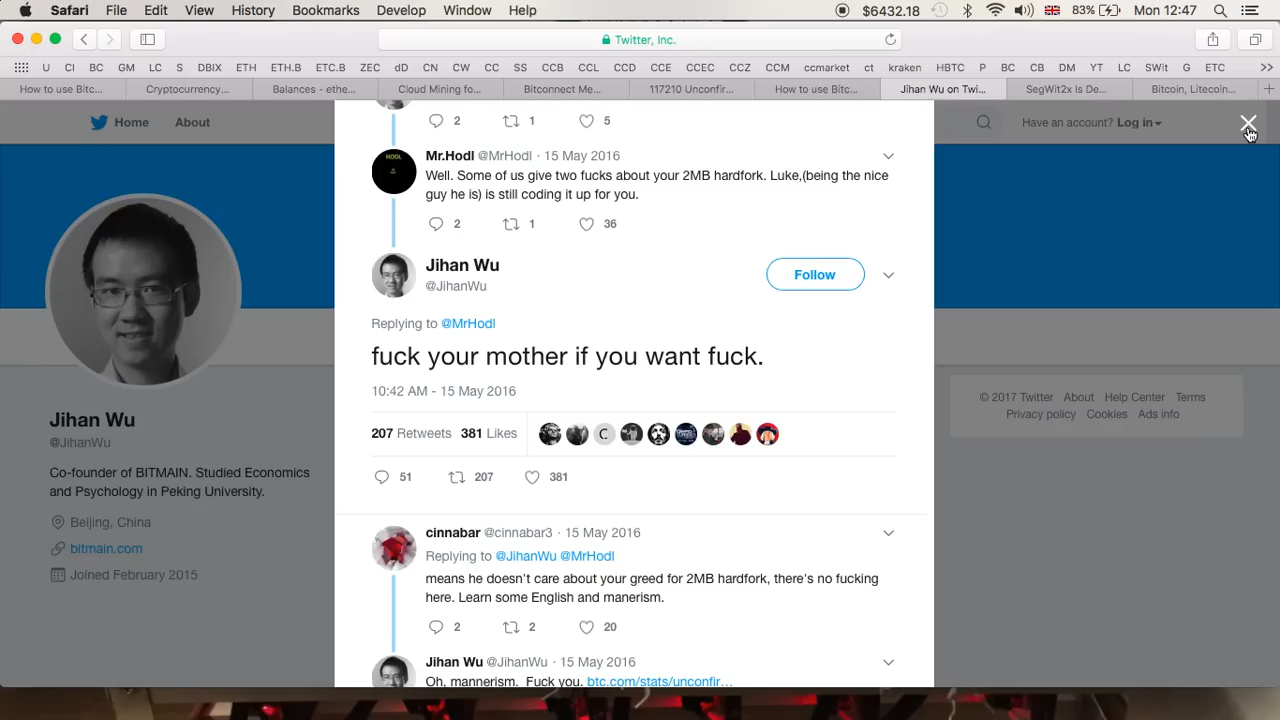 Safari File Edit View History Bookmarks Develop Window Help $6432.18 83% Mon 12:47
Twitter, Inc.
U CI BC GM LC S DBIX ETH ETH.B ETC.B ZEC dD CN CW CC SS CCB CCL CCD CCE CCEC CCZ CCM ccmarket ct kraken HBTC P BC CB DM YT LC SWit G ETC
How to use Bitc... Cryptocurrency... Balances - ethe... Cloud Mining fo... Bitconnect Me... 117210 Unconfir... How to use Bitc... Jihan Wu on Twi... SegWit2x Is De... Bitcoin, Litecoin...
Home About Have an account? Log in
2 1 5
Mr.Hodl @MrHodl · 15 May 2016
HODL
Well. Some of us give two fucks about your 2MB hardfork. Luke,(being the nice
guy he is) is still coding it up for you.
2 1 36
Jihan Wu
@JihanWu
Follow
Replying to @MrHodl
fuck your mother if you want fuck.
10:42 AM - 15 May 2016
207 Retweets 381 Likes
C
51 207 381
cinnabar @cinnabar3 · 15 May 2016
Replying to @JihanWu @MrHodl
means he doesn't care about your greed for 2MB hardfork, there's no fucking
here. Learn some English and manerism.
2 2 20
Jihan Wu @JihanWu · 15 May 2016
Oh, mannerism. Fuck you. btc.com/stats/unconfir...
Jihan Wu
@JihanWu
Co-founder of BITMAIN. Studied Economics
and Psychology in Peking University.
Beijing, China
bitmain.com
Joined February 2015
© 2017 Twitter About Help Center Terms
Privacy policy Cookies Ads info